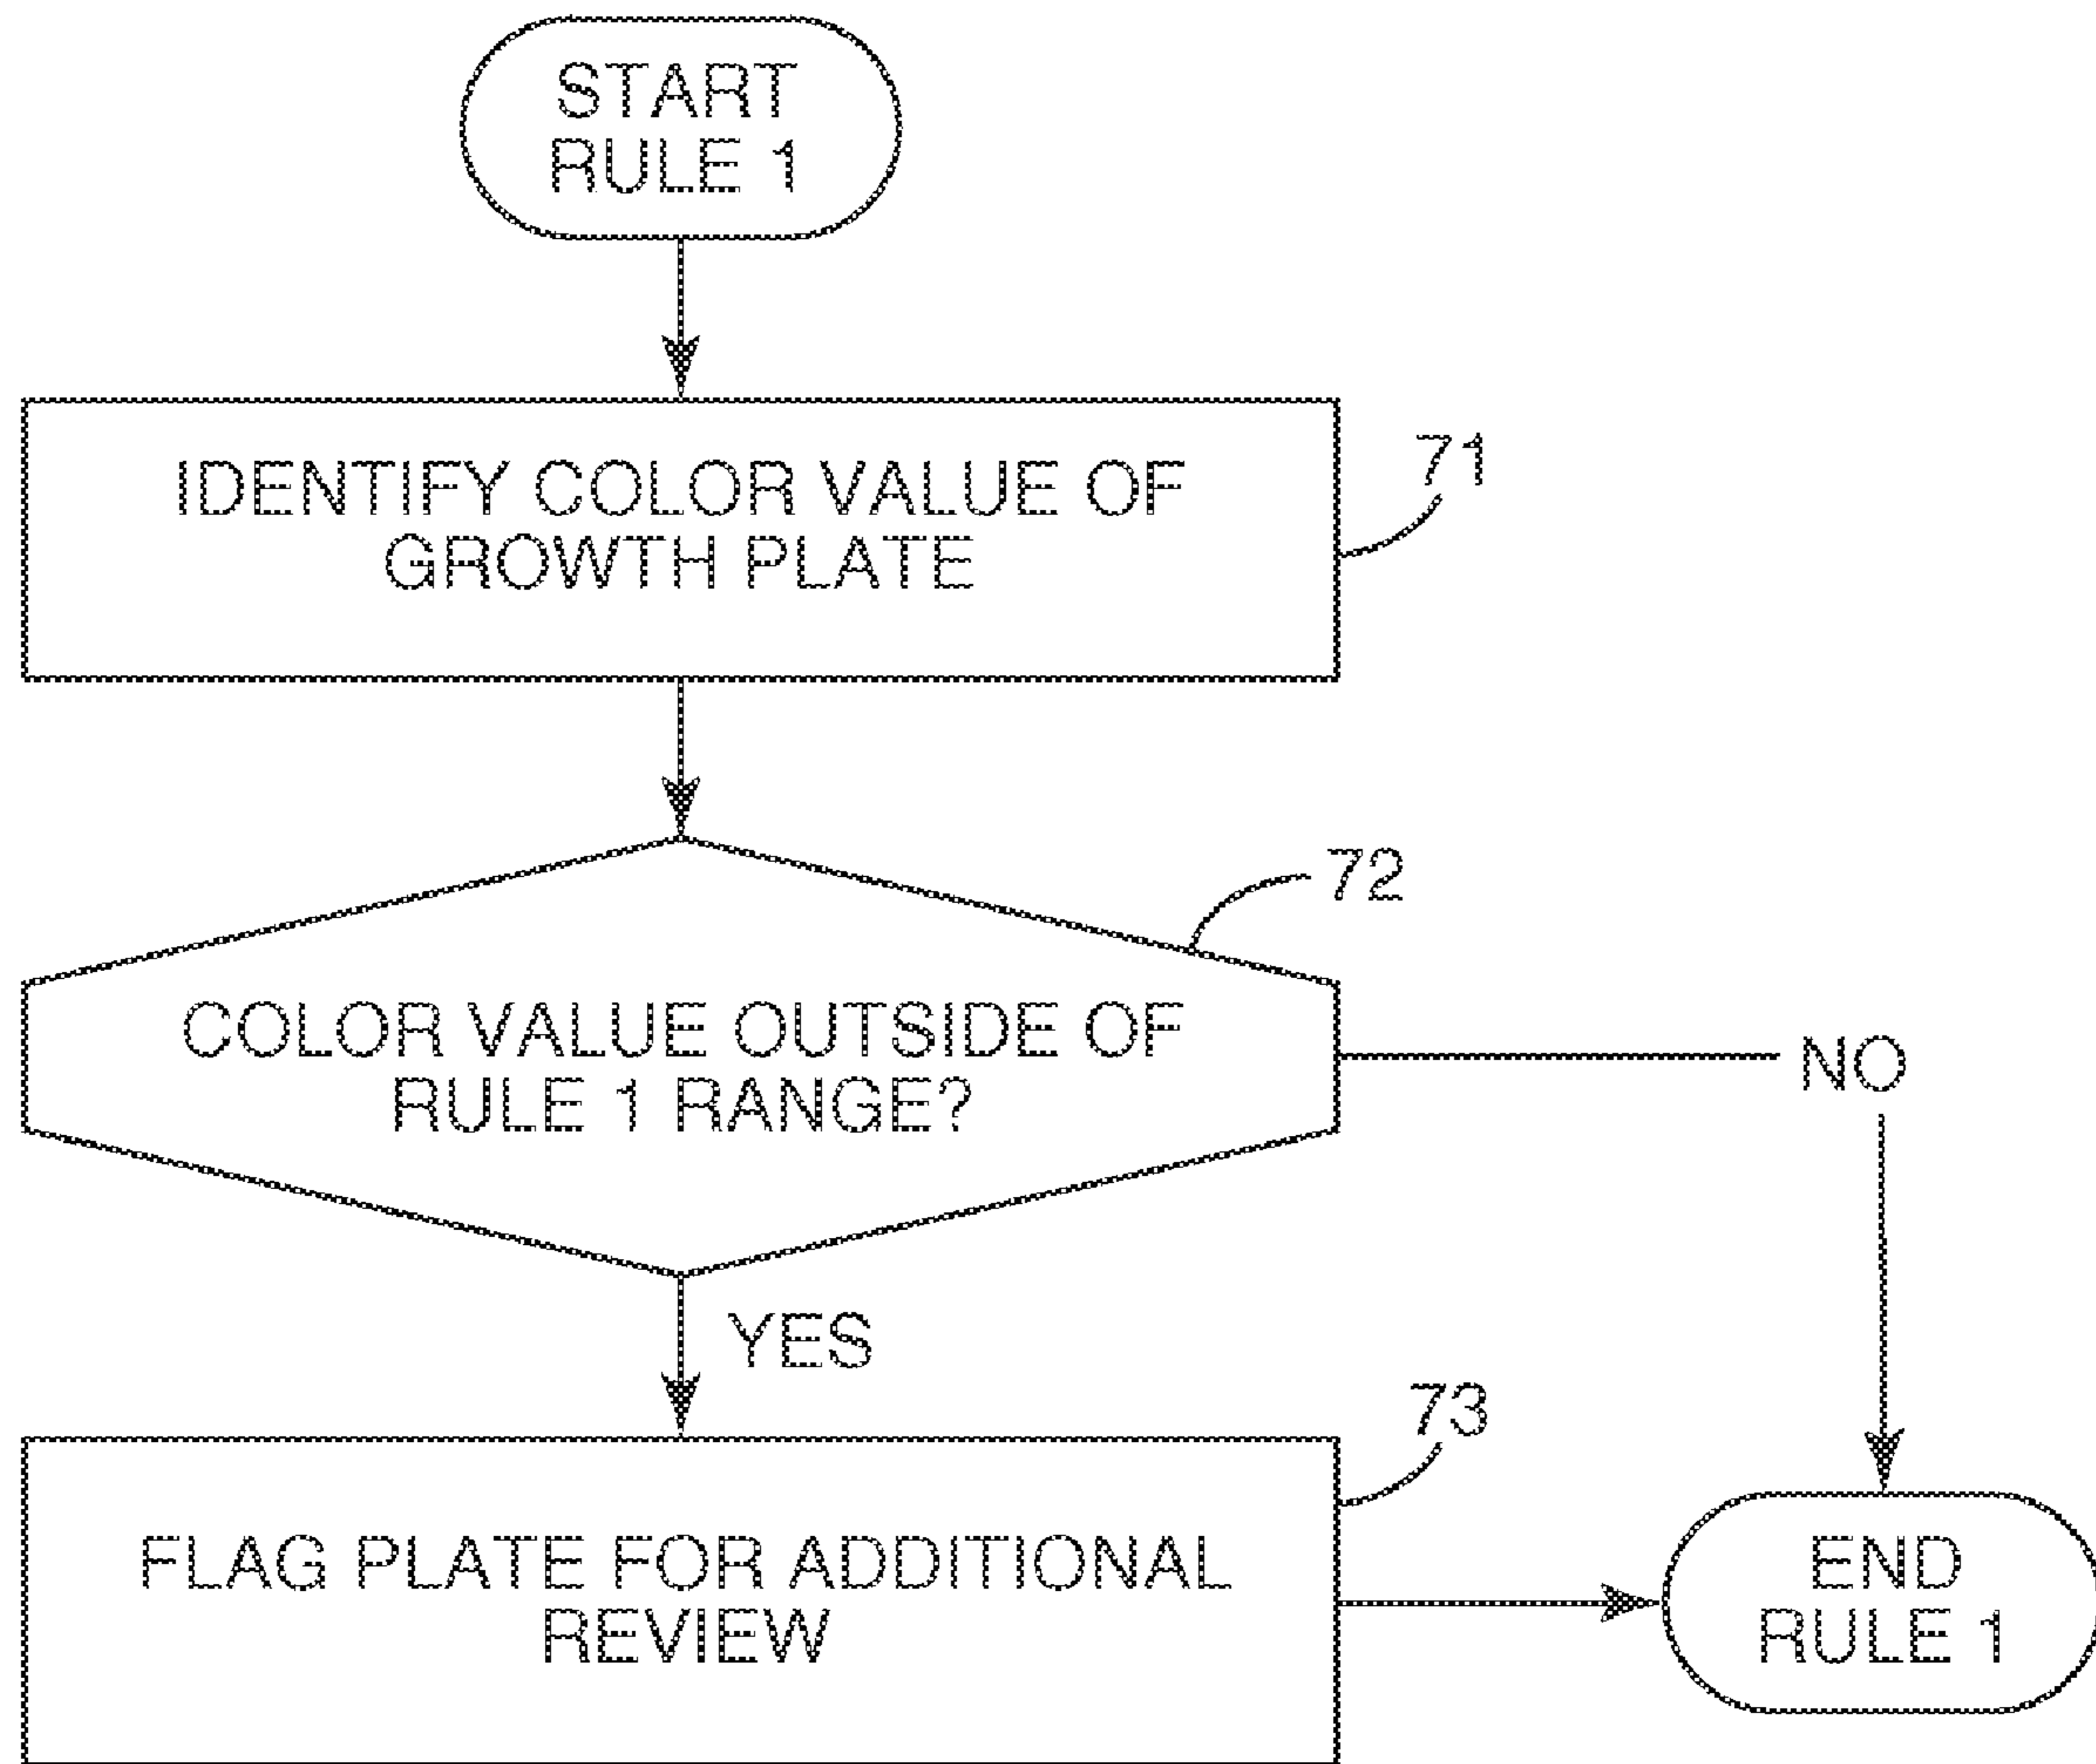 START
RULE 1
IDENTIFY COLOR VALUE OF
GROWTH PLATE
71
72
COLOR VALUE OUTSIDE OF
RULE 1 RANGE?
NO
YES
73
FLAG PLATE FOR ADDITIONAL
REVIEW
END
RULE 1